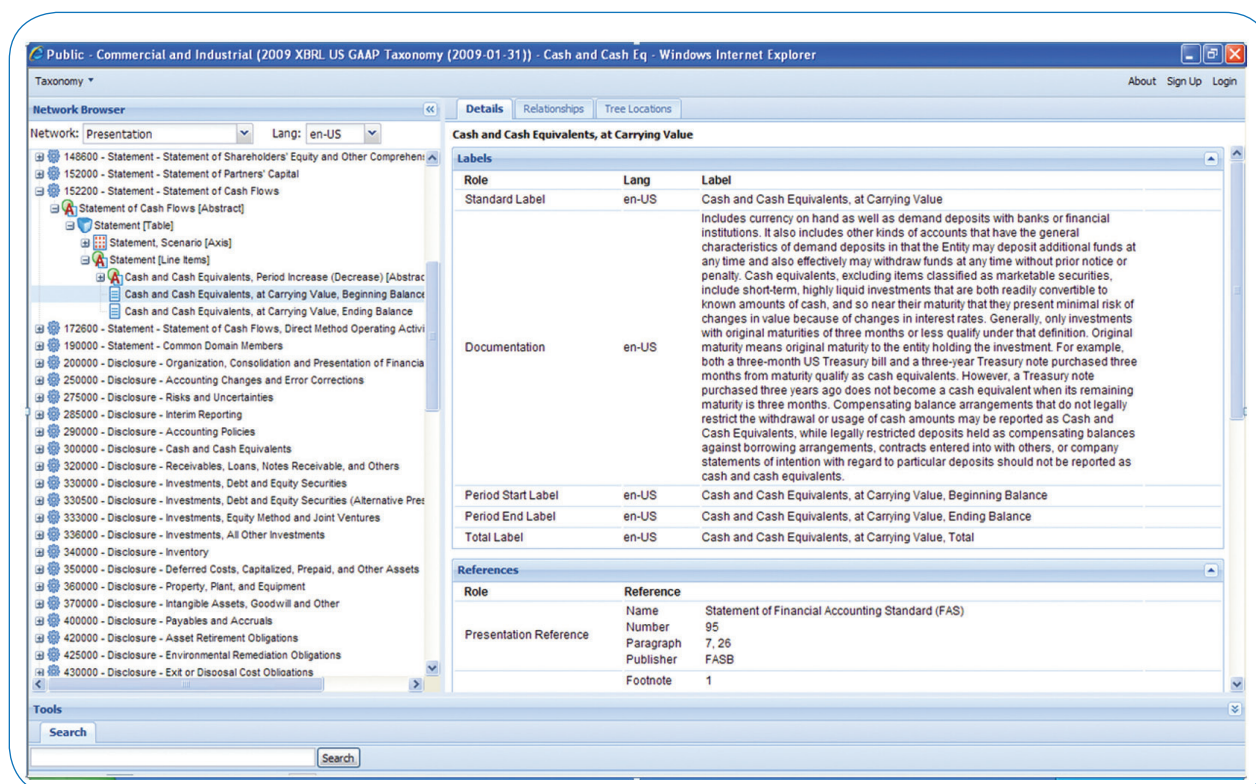 Public - Commercial and Industrial (2009 XBRL US GAAP Taxonomy (2009-01-31)) - Cash and Cash Eq - Windows Internet Explorer
Taxonomy
About Sign Up Login
Network Browser
Network: Presentation Lang: en-US
148600 - Statement - Statement of Shareholders' Equity and Other Comprehen
152000 - Statement - Statement of Partners' Capital
152200 - Statement - Statement of Cash Flows
Statement of Cash Flows [Abstract]
Statement [Table]
Statement, Scenario [Axis]
Statement [Line Items]
Cash and Cash Equivalents, Period Increase (Decrease) [Abstrac
Cash and Cash Equivalents, at Carrying Value, Beginning Balance
Cash and Cash Equivalents, at Carrying Value, Ending Balance
172600 - Statement - Statement of Cash Flows, Direct Method Operating Activi
190000 - Statement - Common Domain Members
200000 - Disclosure - Organization, Consolidation and Presentation of Financia
250000 - Disclosure - Accounting Changes and Error Corrections
275000 - Disclosure - Risks and Uncertainties
285000 - Disclosure - Interim Reporting
290000 - Disclosure - Accounting Policies
300000 - Disclosure - Cash and Cash Equivalents
320000 - Disclosure - Receivables, Loans, Notes Receivable, and Others
330000 - Disclosure - Investments, Debt and Equity Securities
330500 - Disclosure - Investments, Debt and Equity Securities (Alternative Pres
333000 - Disclosure - Investments, Equity Method and Joint Ventures
336000 - Disclosure - Investments, All Other Investments
340000 - Disclosure - Inventory
350000 - Disclosure - Deferred Costs, Capitalized, Prepaid, and Other Assets
360000 - Disclosure - Property, Plant, and Equipment
370000 - Disclosure - Intangible Assets, Goodwill and Other
400000 - Disclosure - Payables and Accruals
420000 - Disclosure - Asset Retirement Obligations
425000 - Disclosure - Environmental Remediation Obligations
430000 - Disclosure - Exit or Disposal Cost Obligations
Details Relationships Tree Locations
Cash and Cash Equivalents, at Carrying Value
Labels
Role Lang Label
Standard Label en-US Cash and Cash Equivalents, at Carrying Value
Documentation en-US
Includes currency on hand as well as demand deposits with banks or financial
institutions. It also includes other kinds of accounts that have the general
characteristics of demand deposits in that the Entity may deposit additional funds at
any time and also effectively may withdraw funds at any time without prior notice or
penalty. Cash equivalents, excluding items classified as marketable securities,
include short-term, highly liquid investments that are both readily convertible to
known amounts of cash, and so near their maturity that they present minimal risk of
changes in value because of changes in interest rates. Generally, only investments
with original maturities of three months or less qualify under that definition. Original
maturity means original maturity to the entity holding the investment. For example,
both a three-month US Treasury bill and a three-year Treasury note purchased three
months from maturity qualify as cash equivalents. However, a Treasury note
purchased three years ago does not become a cash equivalent when its remaining
maturity is three months. Compensating balance arrangements that do not legally
restrict the withdrawal or usage of cash amounts may be reported as Cash and
Cash Equivalents, while legally restricted deposits held as compensating balances
against borrowing arrangements, contracts entered into with others, or company
statements of intention with regard to particular deposits should not be reported as
cash and cash equivalents.
Period Start Label en-US Cash and Cash Equivalents, at Carrying Value, Beginning Balance
Period End Label en-US Cash and Cash Equivalents, at Carrying Value, Ending Balance
Total Label en-US Cash and Cash Equivalents, at Carrying Value, Total
References
Role Reference
Presentation Reference
Name Statement of Financial Accounting Standard (FAS)
Number 95
Paragraph 7, 26
Publisher FASB
Footnote 1
Tools
Search
Search